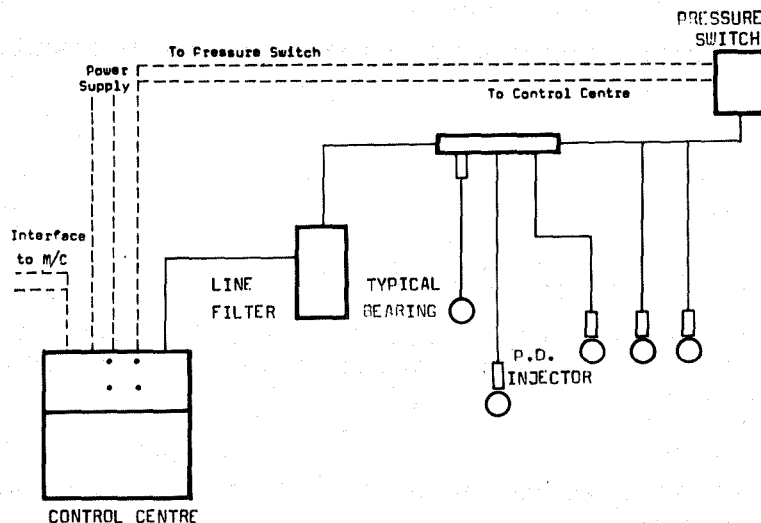 PRESSURE
SWITCH
To Pressure Switch
Power
Supply
To Control Centre
Interface
to M/C
LINE
FILTER
TYPICAL
BEARING
P.D.
INJECTOR
CONTROL CENTRE